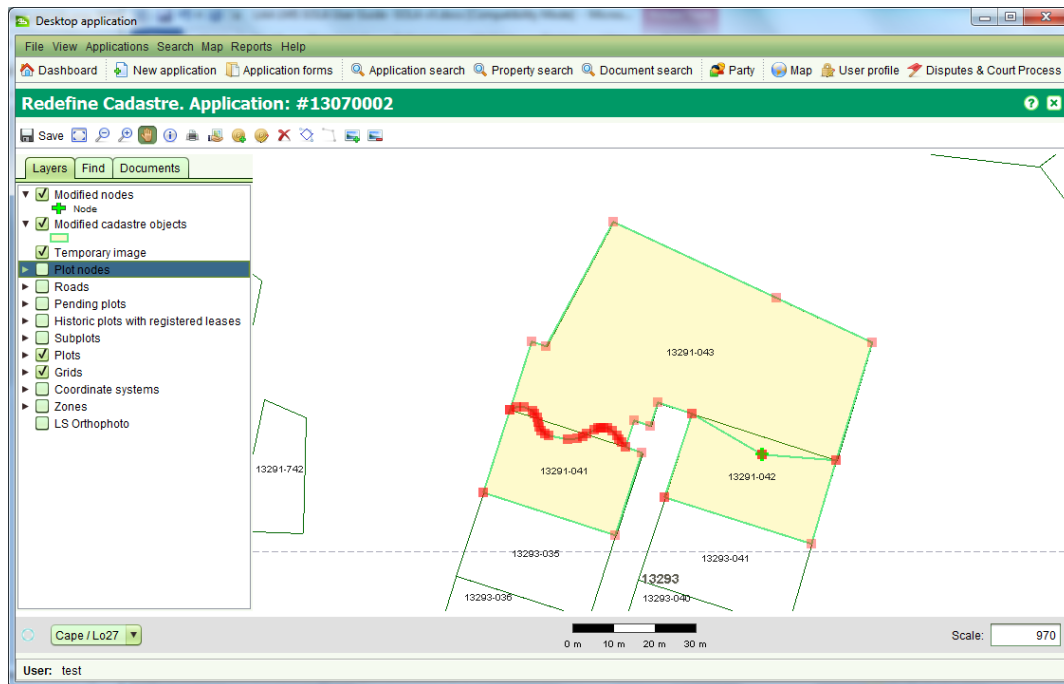 Desktop application
File View Applications Search Map Reports Help
Dashboard New application Application forms Application search Property search Document search Party Map User profile Disputes & Court Process
Redefine Cadastre. Application: #13070002
Save
Layers Find Documents
Modified nodes
Node
Modified cadastre objects
Temporary image
Plot nodes
Roads
Pending plots
Historic plots with registered leases
Subplots
Plots
Grids
Coordinate systems
Zones
LS Orthophoto
13291-043
13291-742
13291-041
13291-042
13293-035
13293-041
13293
13293-036
13293-040
Cape / Lo27
0 m 10 m 20 m 30 m
Scale: 970
User: test